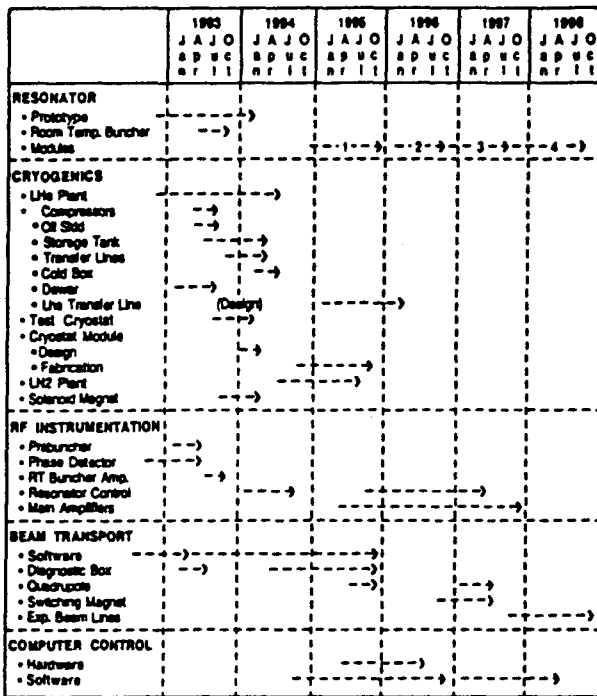 1993 1994 1995 1996 1997 1998
J A J O J A J O J A J O J A J O J A J O J A J O
a p u c a p u c a p u c a p u c a p u c a p u c
n r l t n r l t n r l t n r l t n r l t n r l t
RESONATOR
• Prototype
• Room Temp. Buncher
• Modules 1 2 3 4
CRYOGENICS
• LHe Plant
• Compressors
• Oil Skid
• Storage Tank
• Transfer Lines
• Cold Box
• Dewar
• Lhe Transfer Line (Design)
• Test Cryostat
• Cryostat Module
• Design
• Fabrication
• LN2 Plant
• Solenoid Magnet
RF INSTRUMENTATION
• Prebuncher
• Phase Detector
• RT Buncher Amp.
• Resonator Control
• Main Amplifiers
BEAM TRANSPORT
• Software
• Diagnostic Box
• Quadrupole
• Switching Magnet
• Exp. Beam Lines
COMPUTER CONTROL
• Hardware
• Software